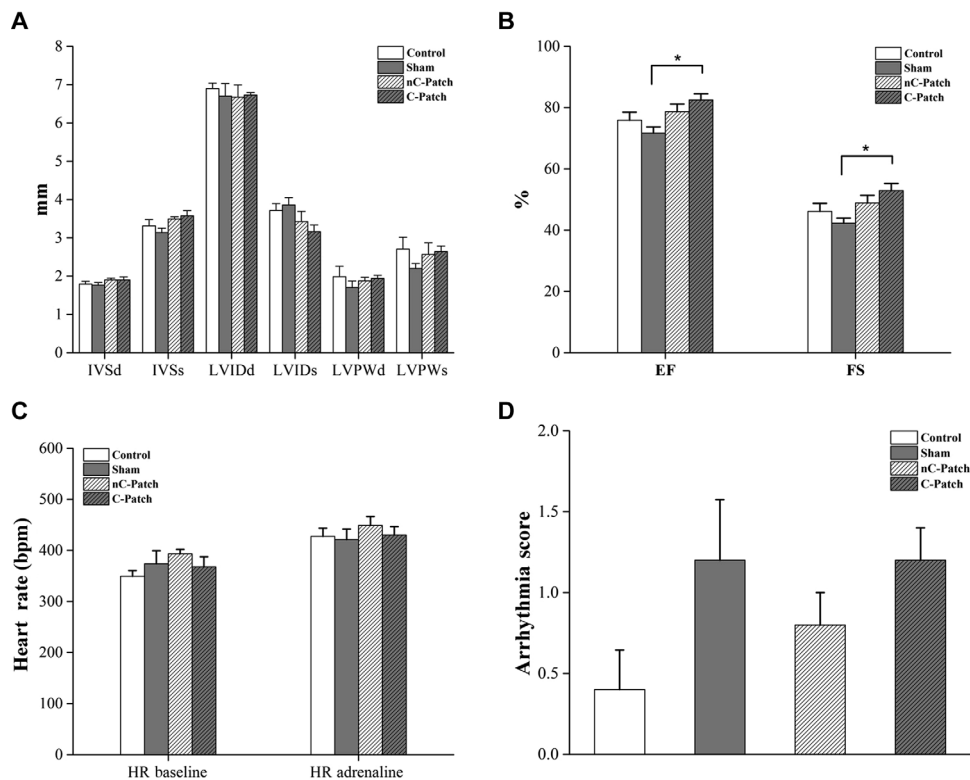 A
Control
Sham
nC-Patch
C-Patch
8
7
6
5
4
3
2
1
0
mm
IVSd IVSs LVIDd LVIDs LVPWd LVPWs
B
Control
Sham
nC-Patch
C-Patch
100
80
60
40
20
0
%
*
*
EF FS
C
Control
Sham
nC-Patch
C-Patch
600
500
400
300
200
100
0
Heart rate (bpm)
HR baseline HR adrenaline
D
Control
Sham
nC-Patch
C-Patch
2.0
1.5
1.0
0.5
0.0
Arrhythmia score